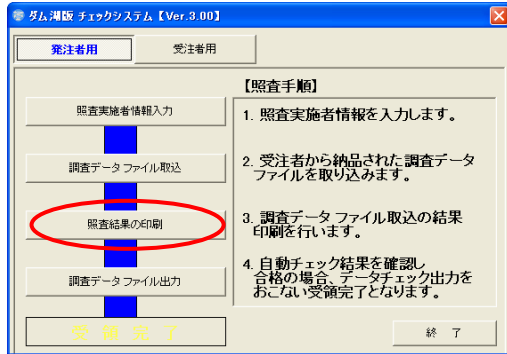 ダム湖版 チェックシステム【Ver.3.00】
発注者用
受注者用
【照査手順】
照査実施者情報入力
1. 照査実施者情報を入力します。
調査データ ファイル取込
2. 受注者から納品された調査データ
ファイルを取り込みます。
照査結果の印刷
3. 調査データ ファイル取込の結果
印刷を行います。
調査データ ファイル出力
4. 自動チェック結果を確認し
合格の場合、データチェック出力を
おこない受領完了となります。
受 領 完 了
終 了